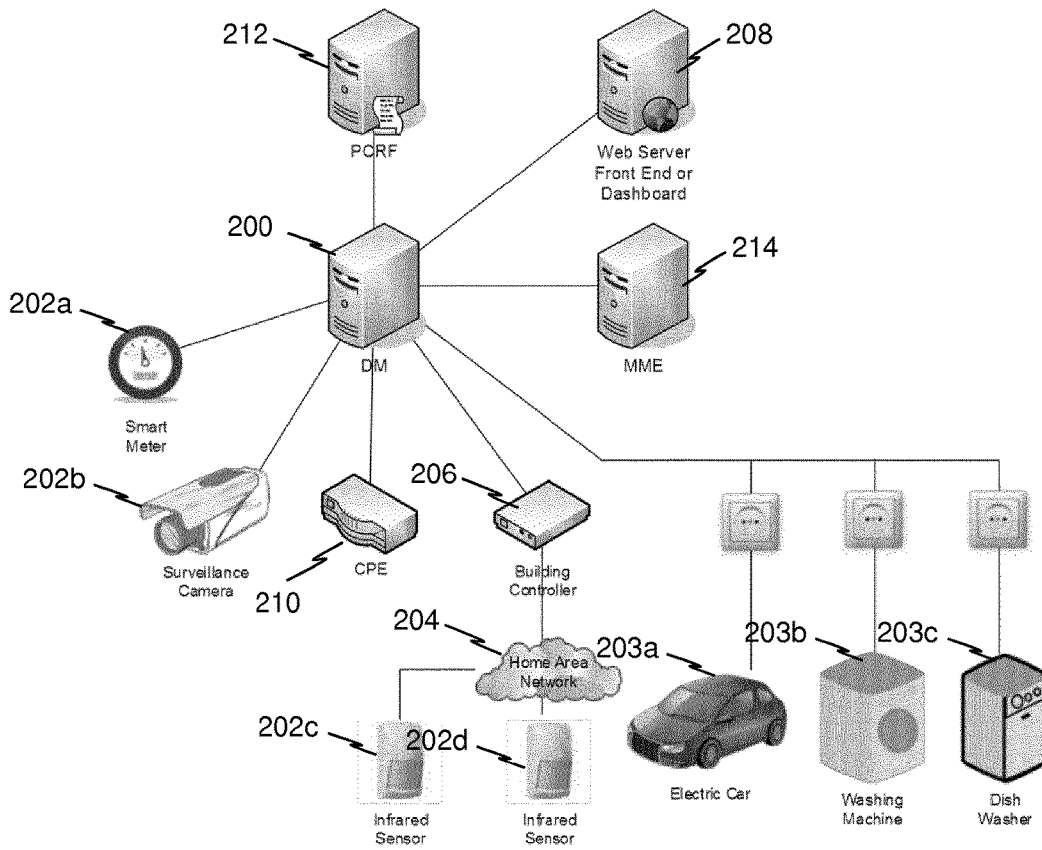 212
208
PCRF
Web Server
Front End or
Dashboard
200
214
202a
DM
MME
Smart
Meter
202b
206
Surveillance
Camera
CPE
210
Building
Controller
204
Home Area
Network
203a
203b
203c
202c
202d
Electric Car
Washing
Machine
Dish
Washer
Infrared
Sensor
Infrared
Sensor